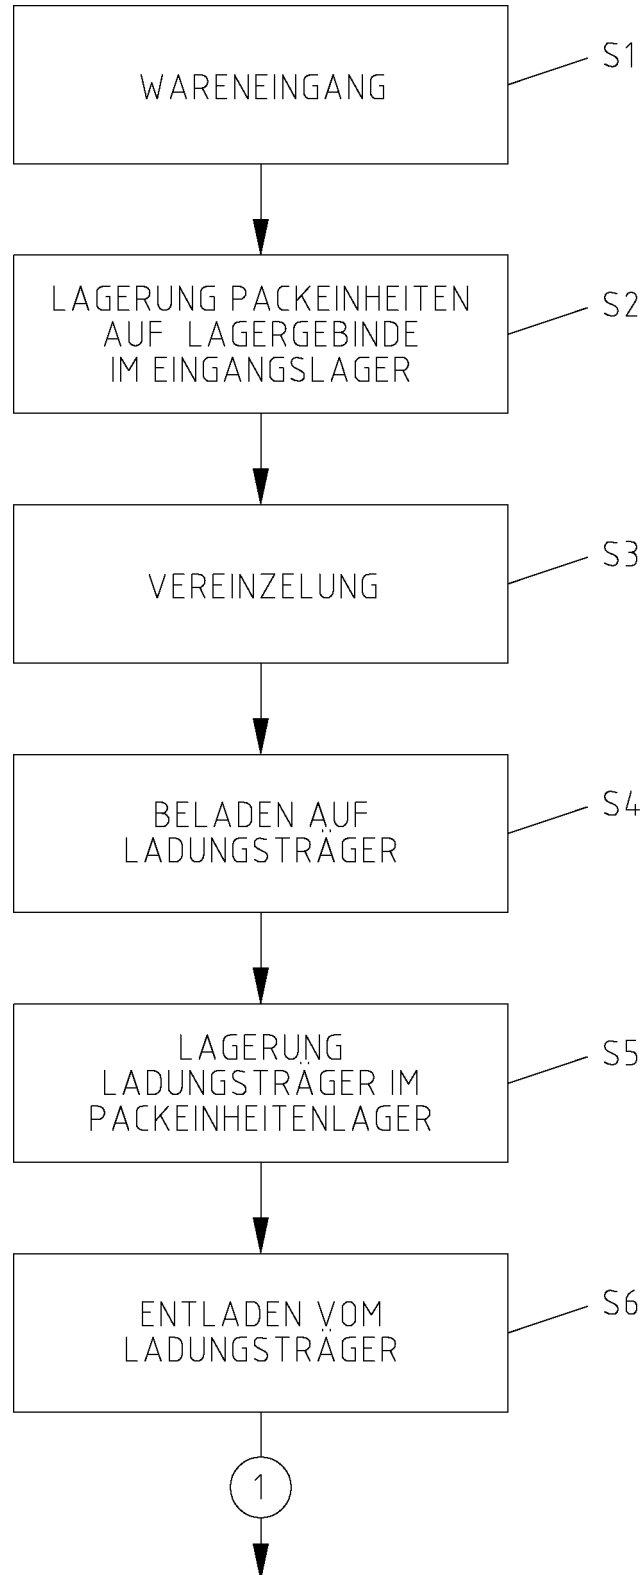 WARENEINGANG
S1
LAGERUNG PACKEINHEITEN
AUF LAGERGEBINDE
IM EINGANGSLAGER
S2
VEREINZELUNG
S3
BELADEN AUF
LADUNGSTRÄGER
S4
LAGERUNG
LADUNGSTRÄGER IM
PACKEINHEITENLAGER
S5
ENTLADEN VOM
LADUNGSTRÄGER
S6
1